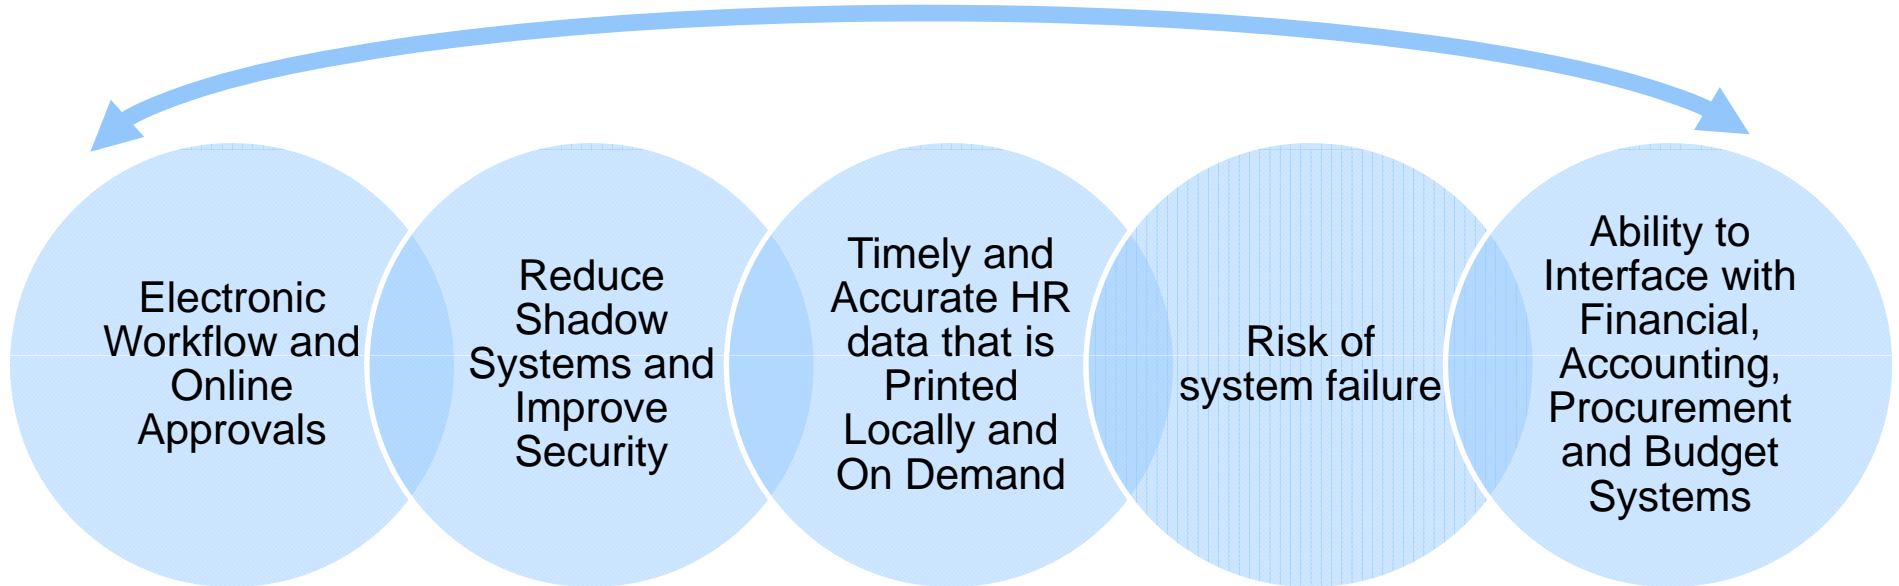 Electronic
Workflow and
Online
Approvals
Reduce
Shadow
Systems and
Improve
Security
Timely and
Accurate HR
data that is
Printed
Locally and
On Demand
Risk of
system failure
Ability to
Interface with
Financial,
Accounting,
Procurement
and Budget
Systems